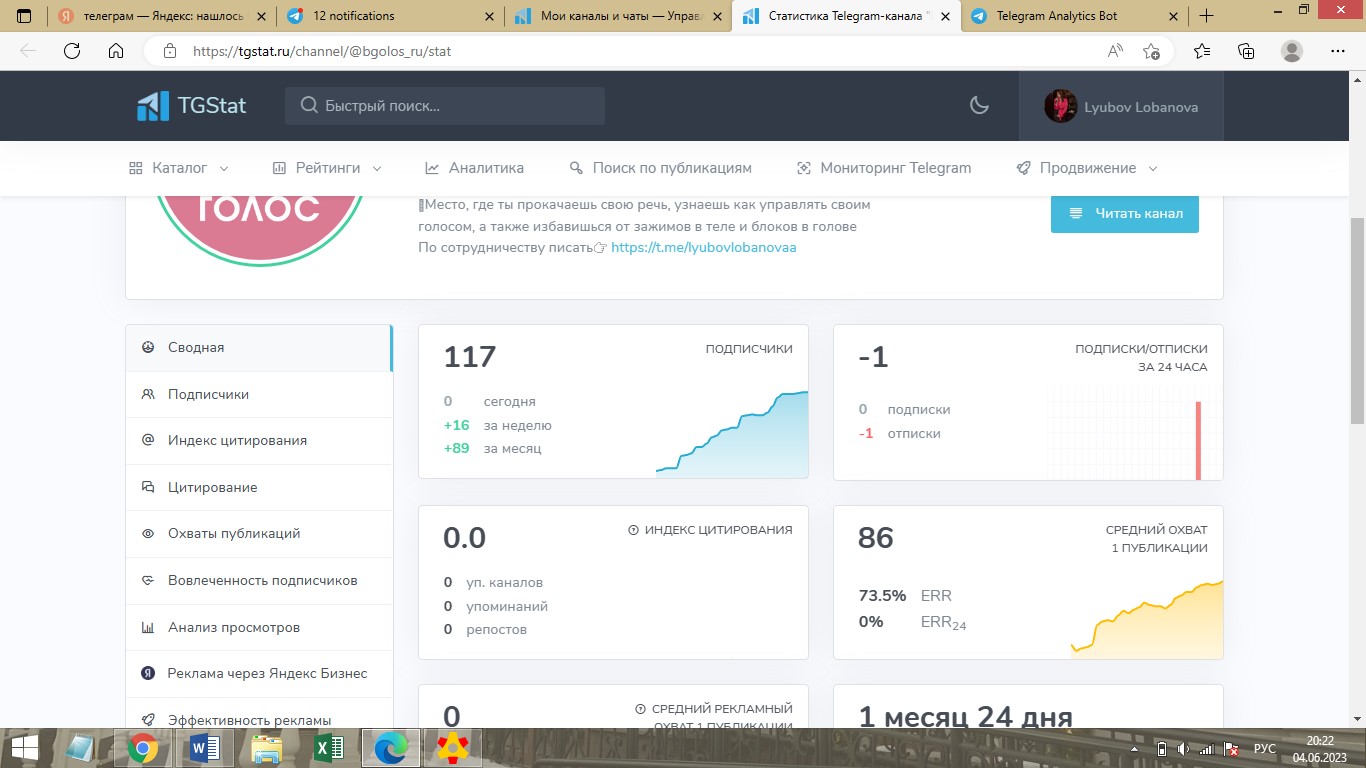 телеграм — Яндекс: нашлось
12 notifications
Мои каналы и чаты — Управл
Статистика Telegram-канала "
Telegram Analytics Bot
https://tgstat.ru/channel/@bgolos_ru/stat
TGStat
Быстрый поиск...
Lyubov Lobanova
Каталог
Рейтинги
Аналитика
Поиск по публикациям
Мониторинг Telegram
Продвижение
ГОЛОС
Место, где ты прокачаешь свою речь, узнаешь как управлять своим
голосом, а также избавишься от зажимов в теле и блоков в голове
По сотрудничеству писать👉 https://t.me/lyubovlobanovaa
Читать канал
Сводная
Подписчики
Индекс цитирования
Цитирование
Охваты публикаций
Вовлеченность подписчиков
Анализ просмотров
Я Реклама через Яндекс Бизнес
Эффективность рекламы
117
ПОДПИСЧИКИ
0 сегодня
+16 за неделю
+89 за месяц
-1
ПОДПИСКИ/ОТПИСКИ
ЗА 24 ЧАСА
0 подписки
-1 отписки
0.0
ИНДЕКС ЦИТИРОВАНИЯ
0 уп. каналов
0 упоминаний
0 репостов
86
СРЕДНИЙ ОХВАТ
1 ПУБЛИКАЦИИ
73.5% ERR
0% ERR24
0
СРЕДНИЙ РЕКЛАМНЫЙ
ОХВАТ 1 ПУБЛИКАЦИИ
1 месяц 24 дня
РУС
20:22
04.06.2023